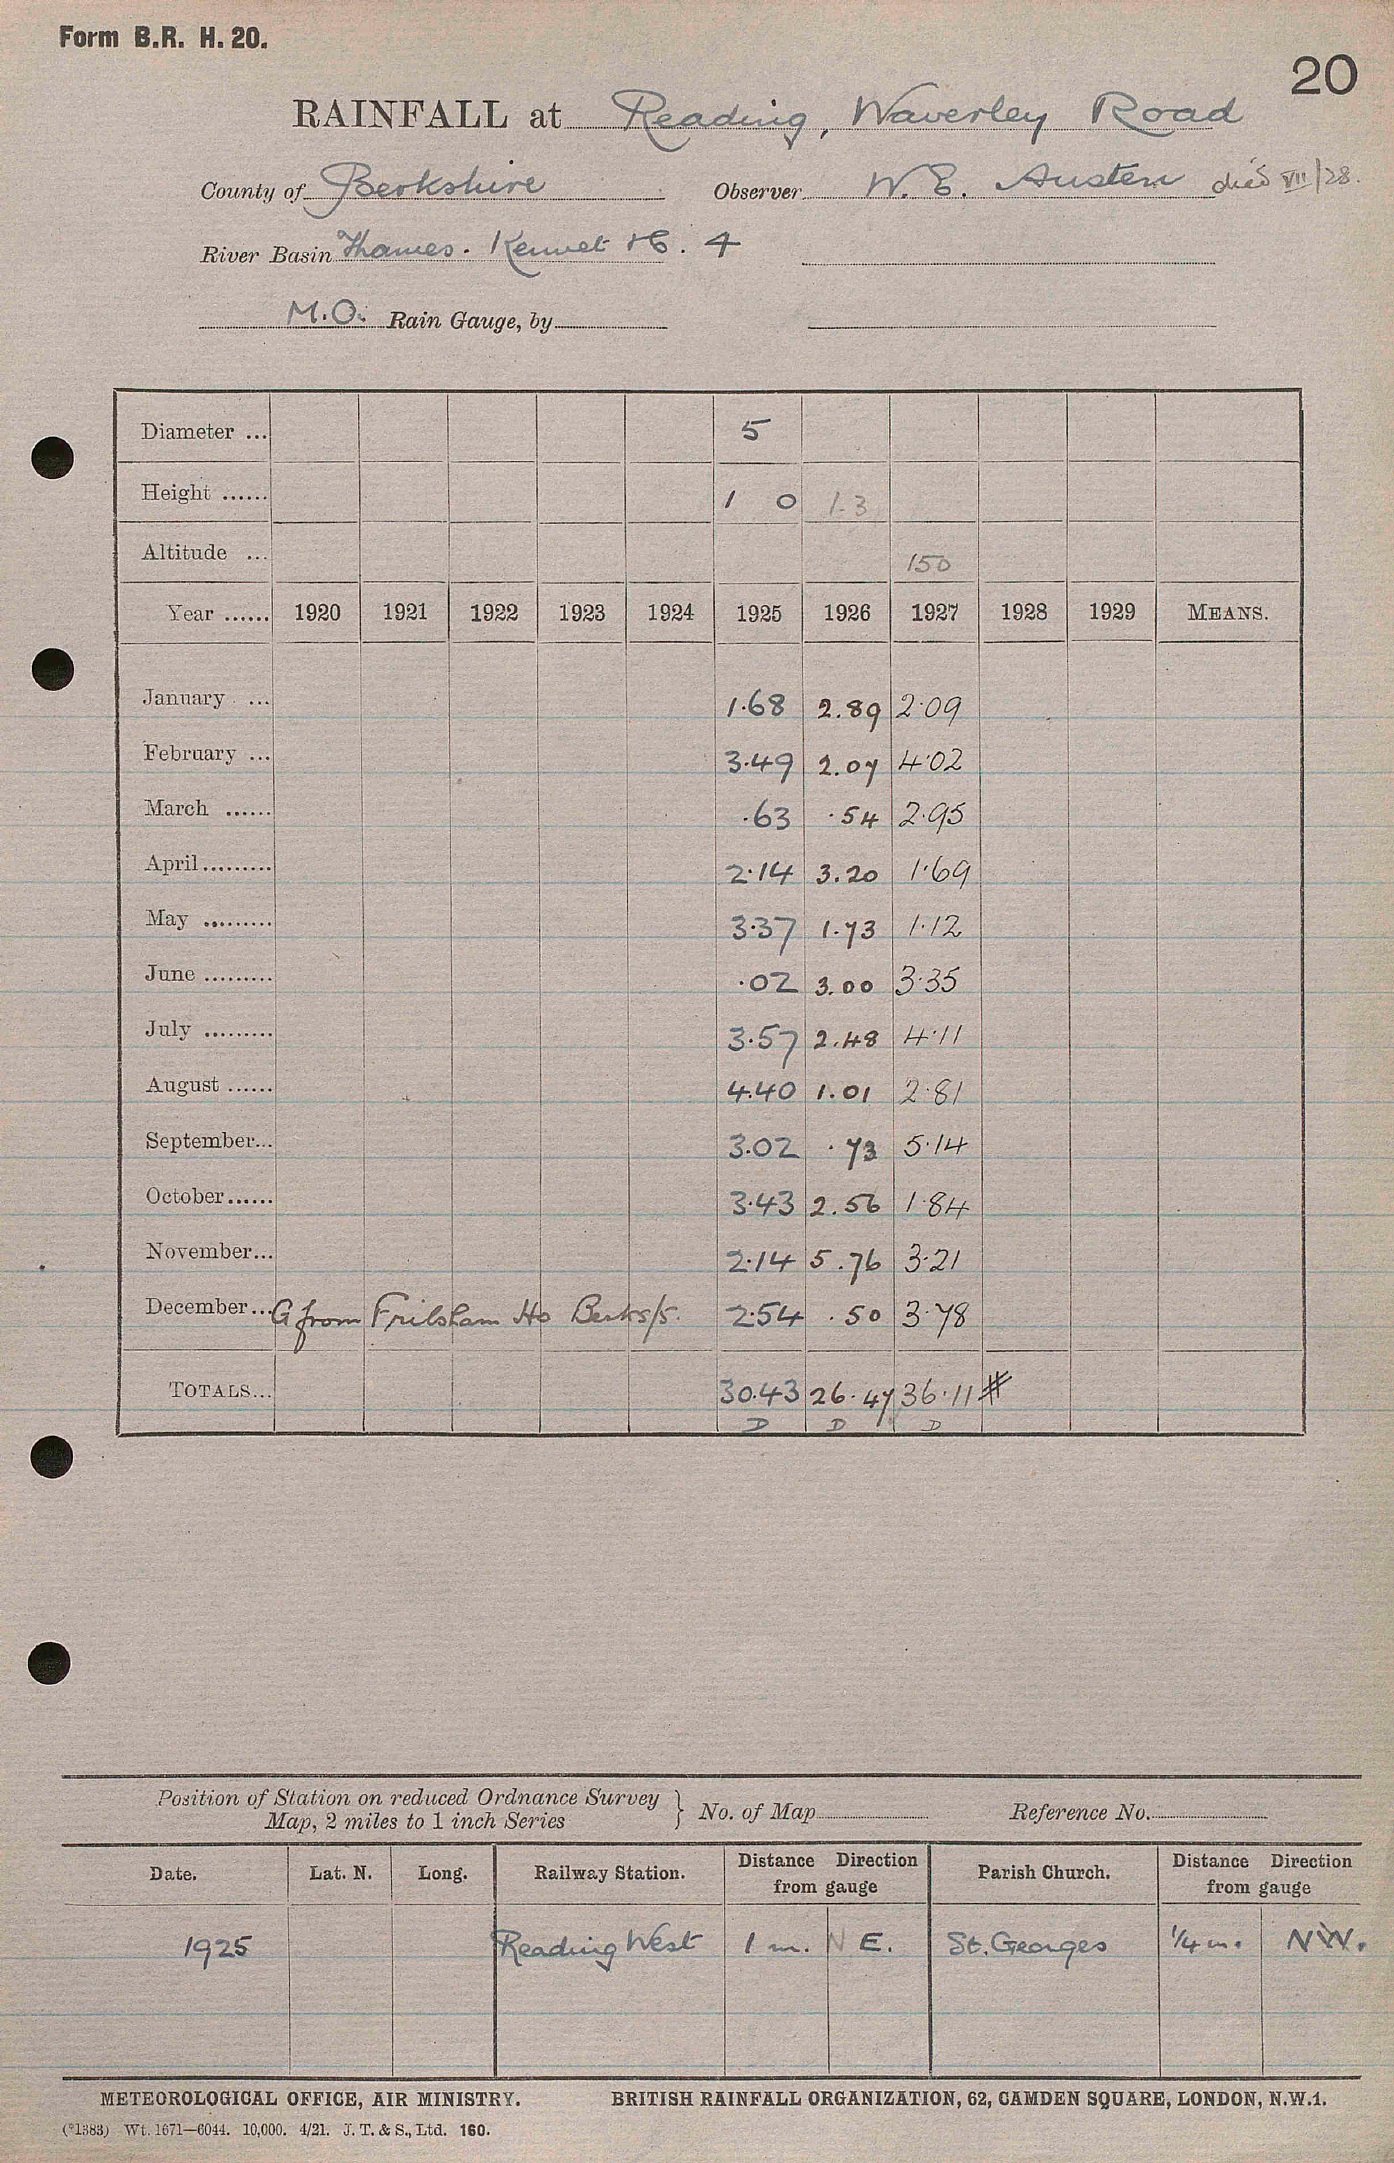 Form B.R. H. 20.
20
RAINFALL at Reading, Waverley Road
County of Berkshire Observer W. E. Austen died VII/28.
River Basin Thames. Kennet 4
M.O. Rain Gauge, by
Diameter ... 5
Height ...... 1 0 1.3
Altitude ... 150
Year ...... 1920 1921 1922 1923 1924 1925 1926 1927 1928 1929 MEANS.
January ... 1.68 2.89 2.09
February ... 3.49 2.07 4.02
March ...... .63 .54 2.95
April ......... 2.14 3.20 1.69
May ......... 3.37 1.73 1.12
June ......... .02 3.00 3.35
July ......... 3.57 2.48 4.11
August ...... 4.40 1.01 2.81
September... 3.02 .73 5.14
October...... 3.43 2.56 1.84
November... 2.14 5.76 3.21
December... G from Frilsham Ho Berks/s. 2.54 .50 3.78
TOTALS... 30.43 26.47 36.11 #
D D D
Position of Station on reduced Ordnance Survey
Map, 2 miles to 1 inch Series } No. of Map Reference No.
Date. Lat. N. Long. Railway Station. Distance Direction from gauge Parish Church. Distance Direction from gauge
1925 Reading West 1 m. N E. St. Georges 1/4 m. NW.
METEOROLOGICAL OFFICE, AIR MINISTRY. BRITISH RAINFALL ORGANIZATION, 62, CAMDEN SQUARE, LONDON, N.W.1.
(*1383) Wt. 1671—6044. 10,000. 4/21. J. T. & S., Ltd. 160.